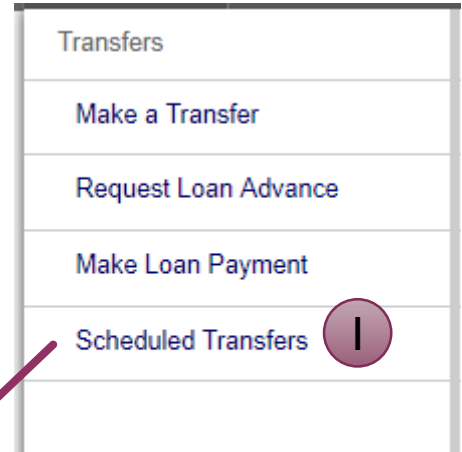 Transfers
Make a Transfer
Request Loan Advance
Make Loan Payment
Scheduled Transfers I